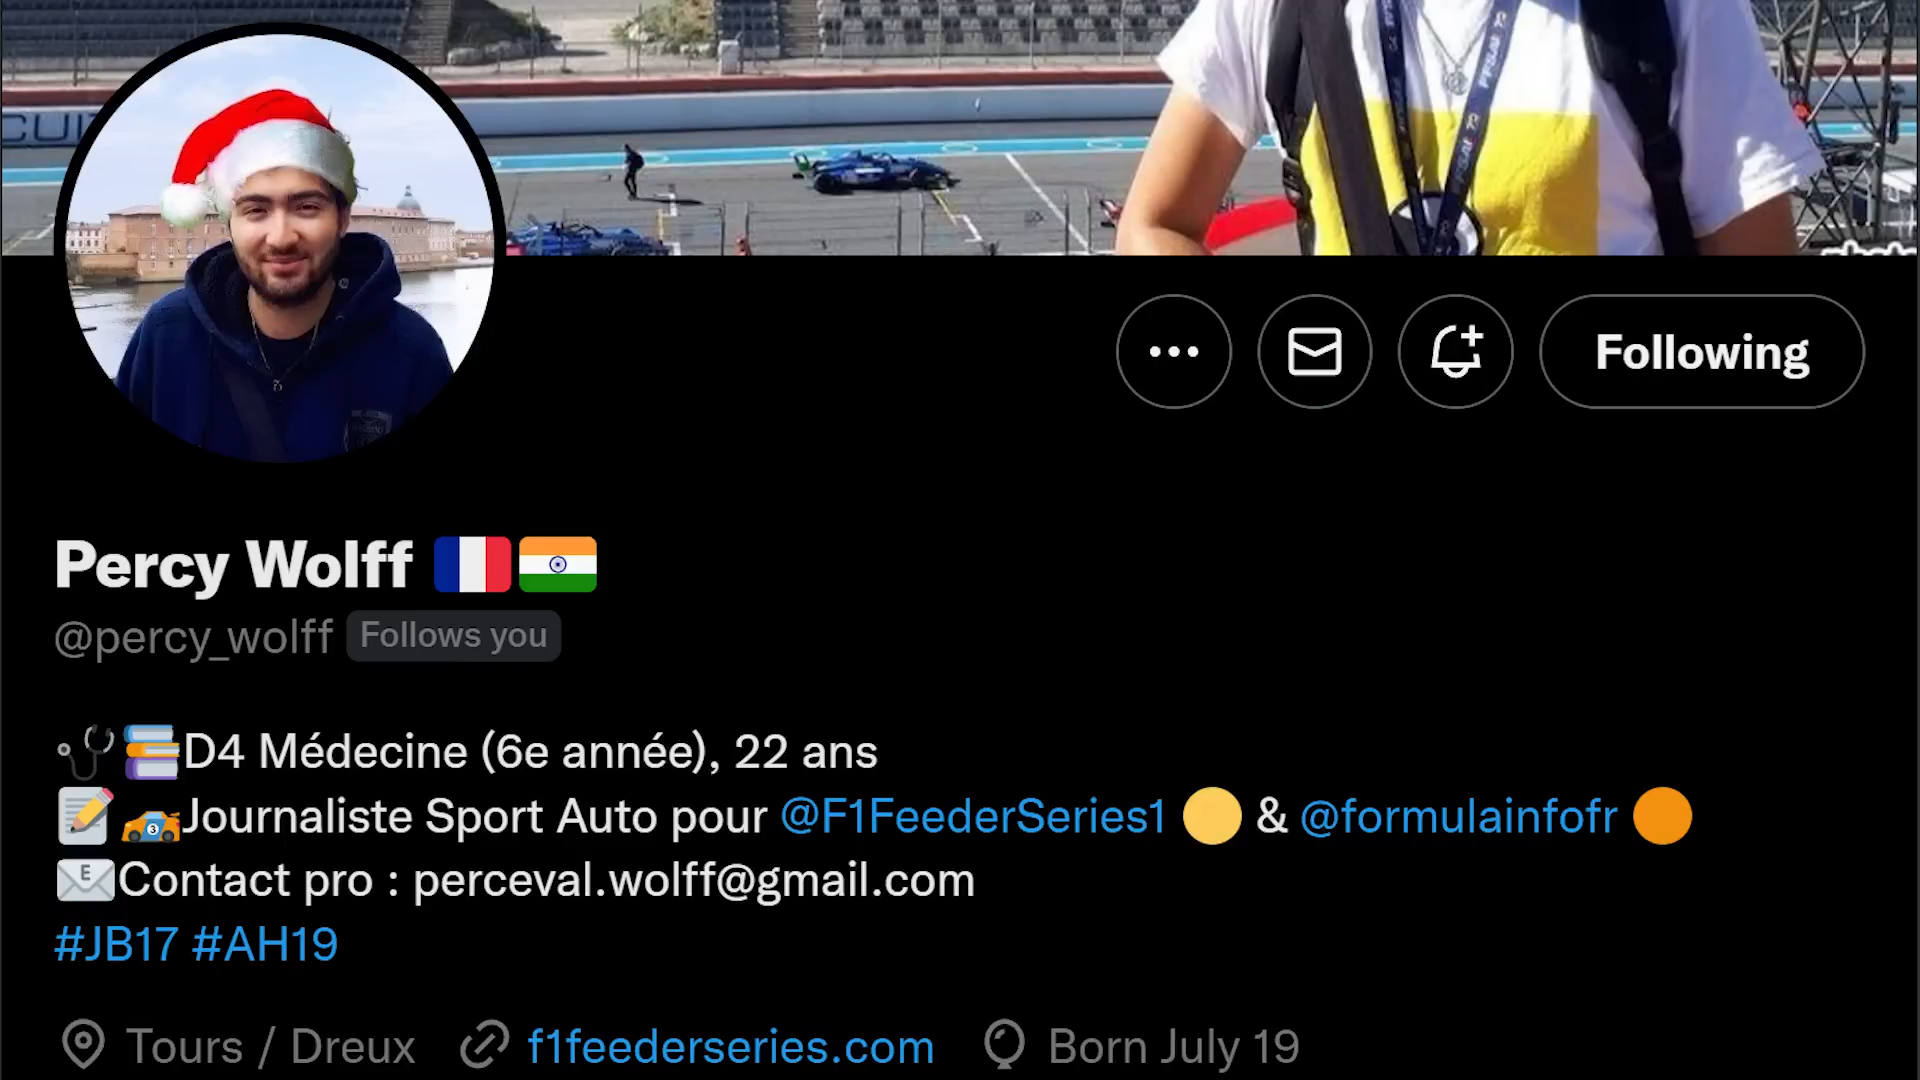 CUIT
Following
Percy Wolff
@percy_wolff Follows you
D4 Médecine (6e année), 22 ans
Journaliste Sport Auto pour @F1FeederSeries1 & @formulainfofr
Contact pro : perceval.wolff@gmail.com
#JB17 #AH19
Tours / Dreux f1feederseries.com Born July 19